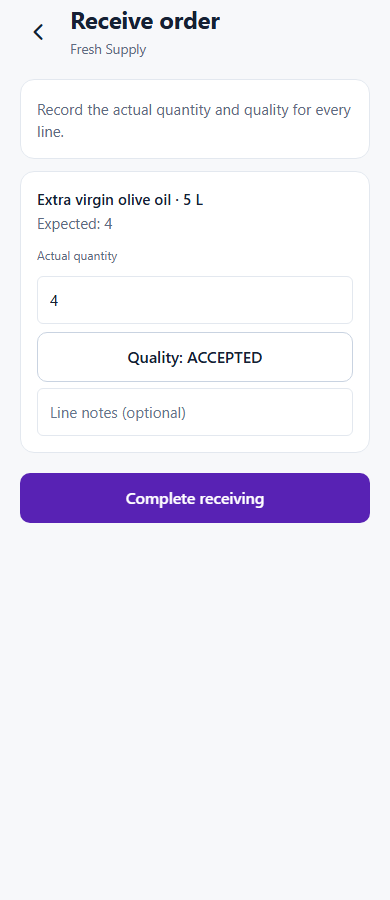 Receive order
Fresh Supply
Record the actual quantity and quality for every
line.
Extra virgin olive oil · 5 L
Expected: 4
Actual quantity
4
Quality: ACCEPTED
Line notes (optional)
Complete receiving